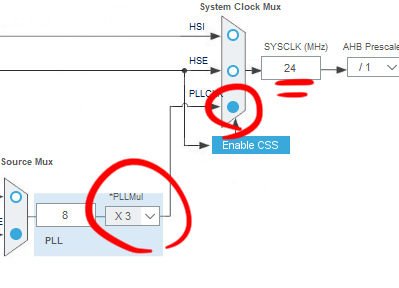 System Clock Mux
HSI
SYSCLK (MHz)
AHB Prescale
HSE
24
/ 1
PLLCLK
Enable CSS
Source Mux
*PLLMul
8
X 3
PLL